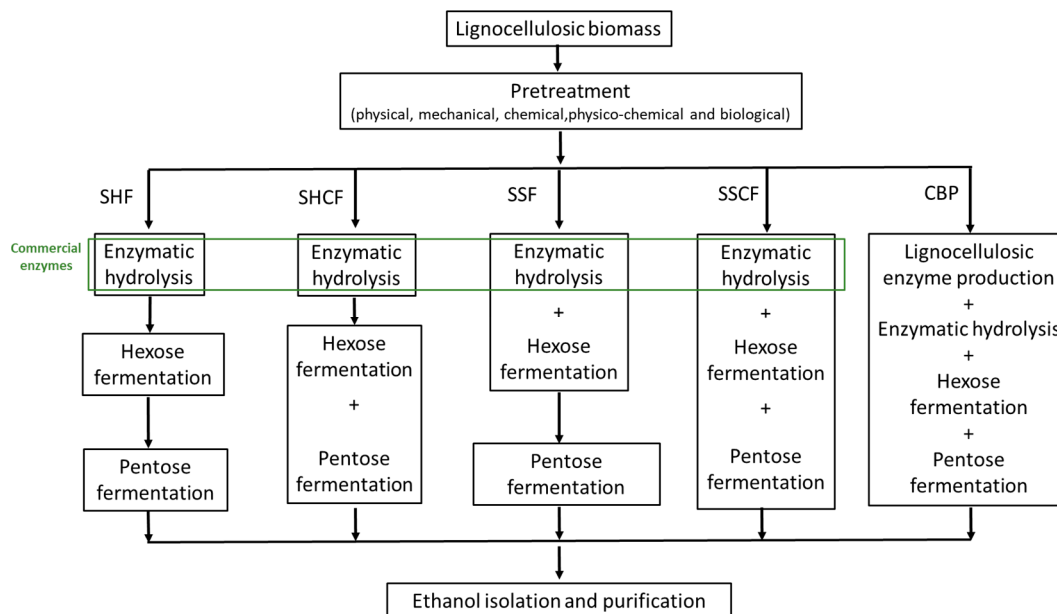 Lignocellulosic biomass
Pretreatment
(physical, mechanical, chemical,physico-chemical and biological)
SHF
SHCF
SSF
SSCF
CBP
Commercial
enzymes
Enzymatic
hydrolysis
Hexose
fermentation
Pentose
fermentation
Enzymatic
hydrolysis
Hexose
fermentation
+
Pentose
fermentation
Enzymatic
hydrolysis
+
Hexose
fermentation
Pentose
fermentation
Enzymatic
hydrolysis
+
Hexose
fermentation
+
Pentose
fermentation
Lignocellulosic
enzyme production
+
Enzymatic hydrolysis
+
Hexose
fermentation
+
Pentose
fermentation
Ethanol isolation and purification